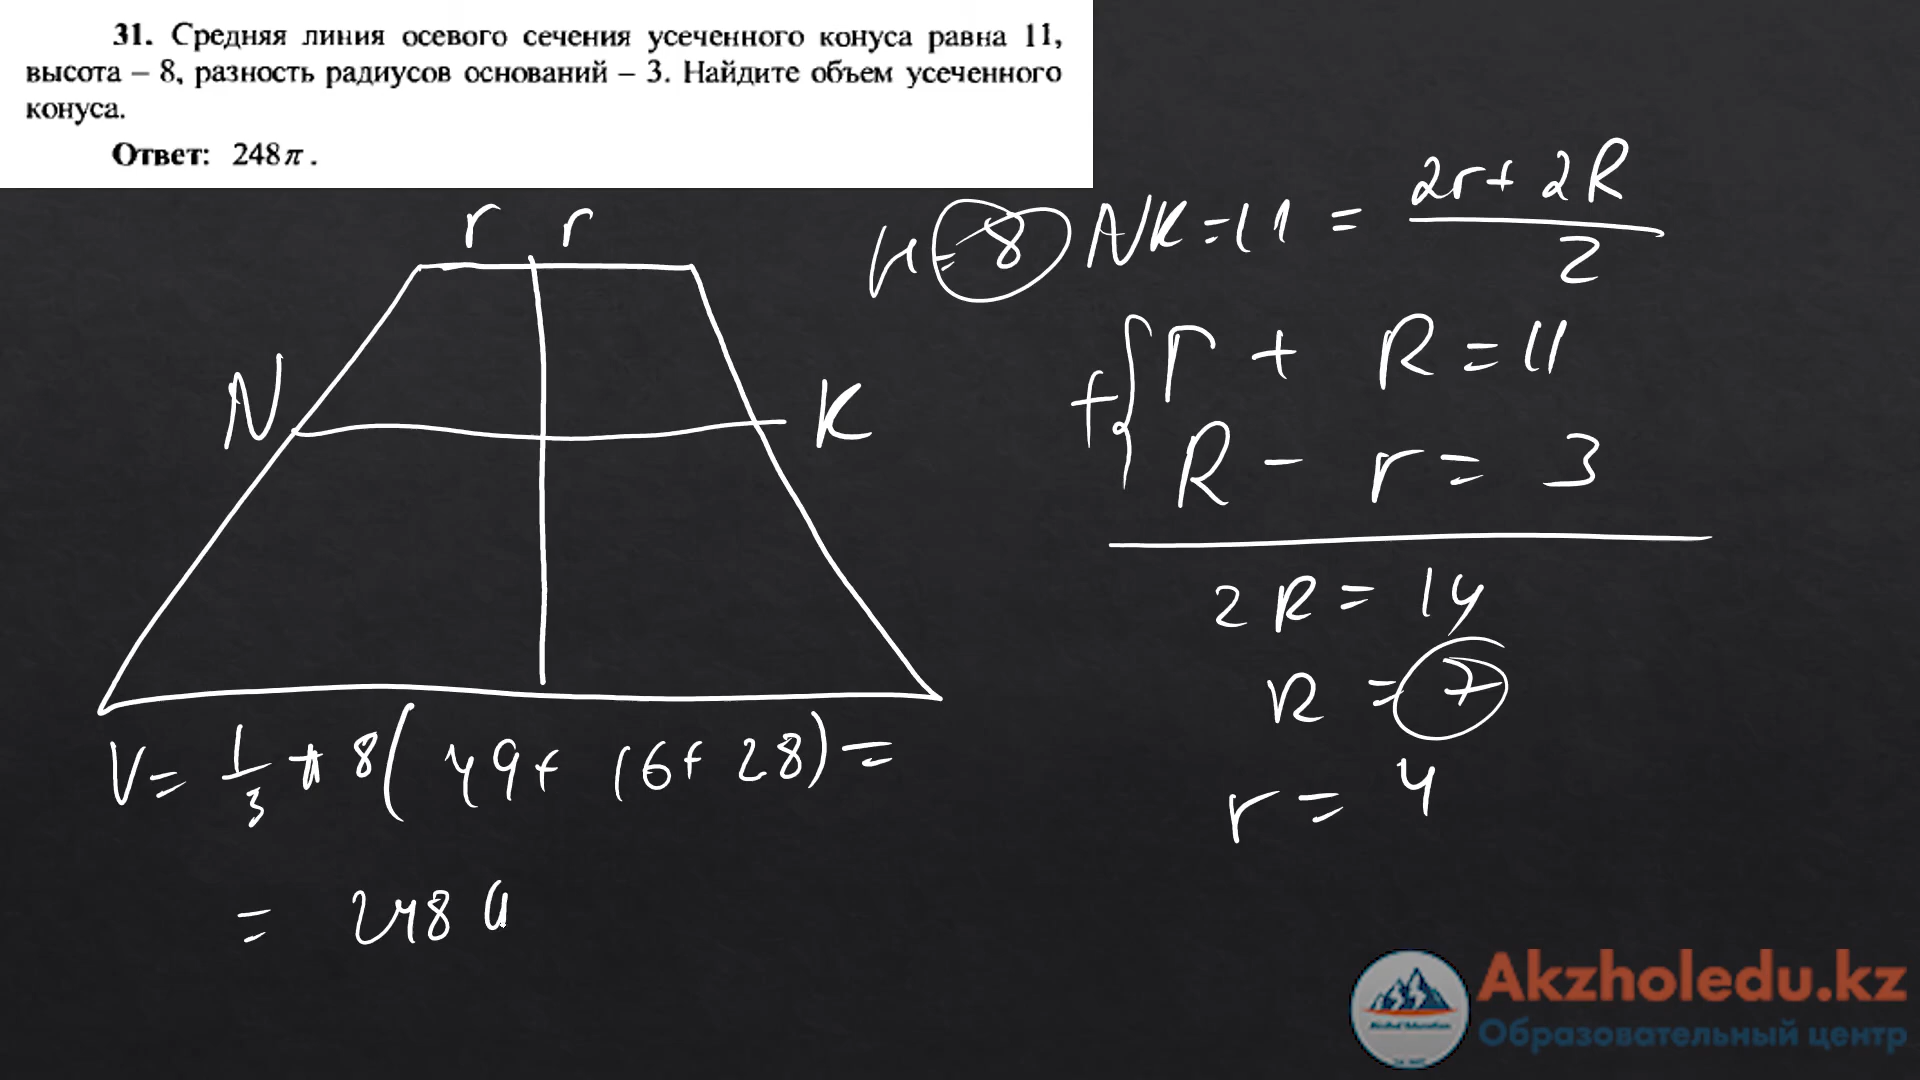 31. Средняя линия осевого сечения усеченного конуса равна 11,
высота – 8, разность радиусов оснований – 3. Найдите объем усеченного
конуса.
Ответ: 248π.
r r
H=8 NK=11 = (2r+2R)/2
N K
r + R = 11
+
R – r = 3
2R = 14
R = 7
r = 4
V = 1/3 π 8( 49+ 16+ 28) =
= 248
Akzholedu.kz
Образовательный центр